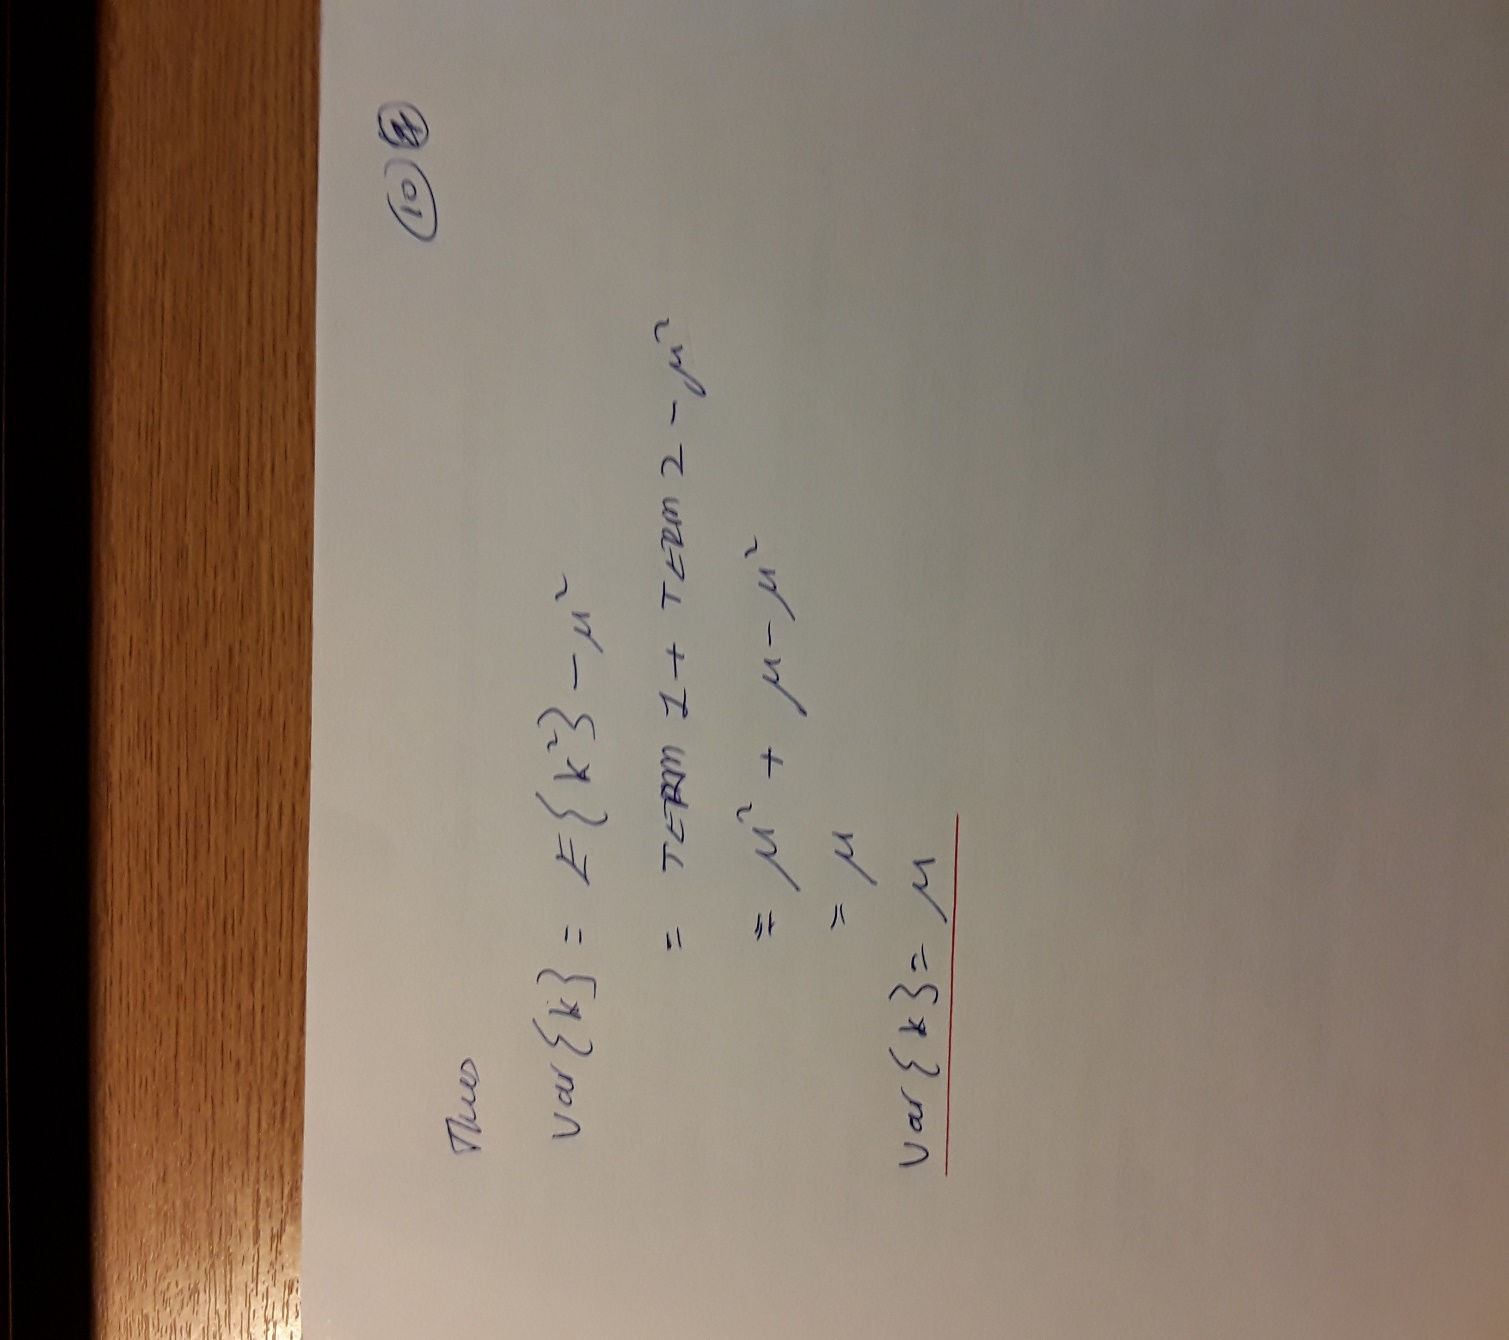 10
Thus
Var{k} = E{k²} - μ²
= TERM 1 + TERM 2 - μ²
= μ² + μ - μ²
= μ
Var{k} = μ